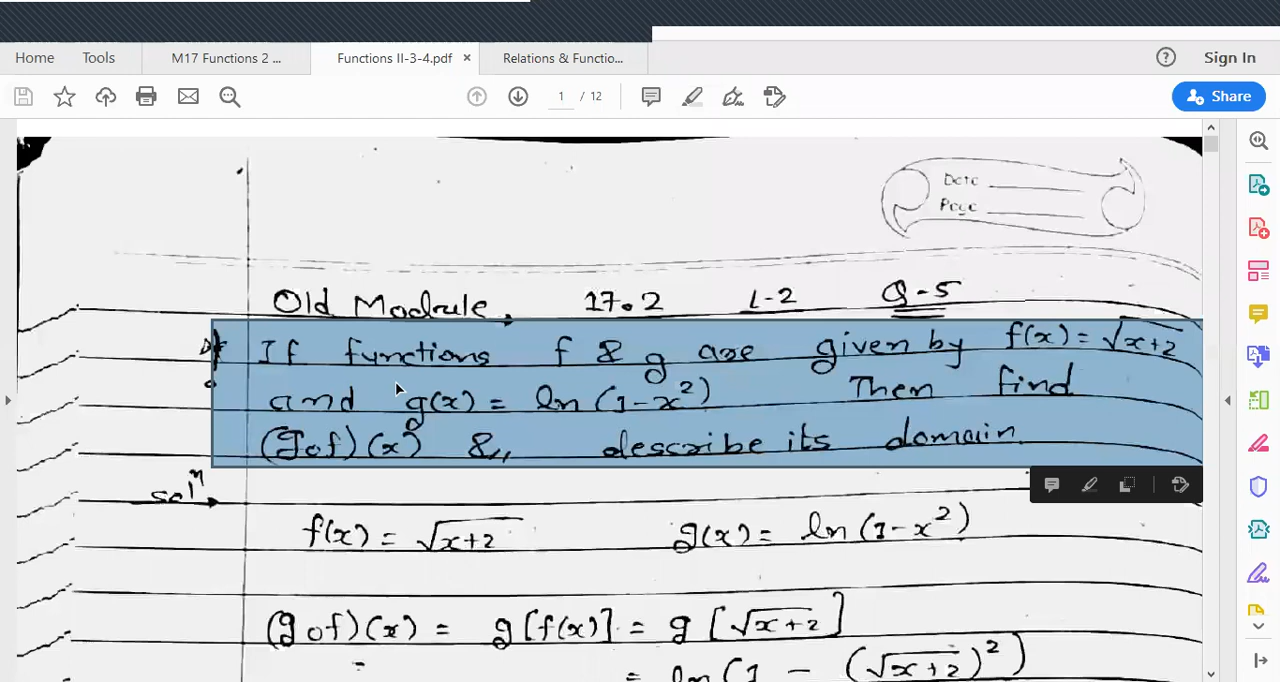 Home Tools M17 Functions 2 ... Functions II-3-4.pdf × Relations & Functio... ? Sign In
1 / 12 Share
Date
Page
Old Module 17.2 L-2 Q-5
If functions f & g are given by f(x) = √x+2
and g(x) = ln (1-x²) Then find
(gof)(x) & describe its domain.
solⁿ
f(x) = √x+2 g(x) = ln (1-x²)
(gof)(x) = g[f(x)] = g[√x+2]
= ln (1 - (√x+2)²)